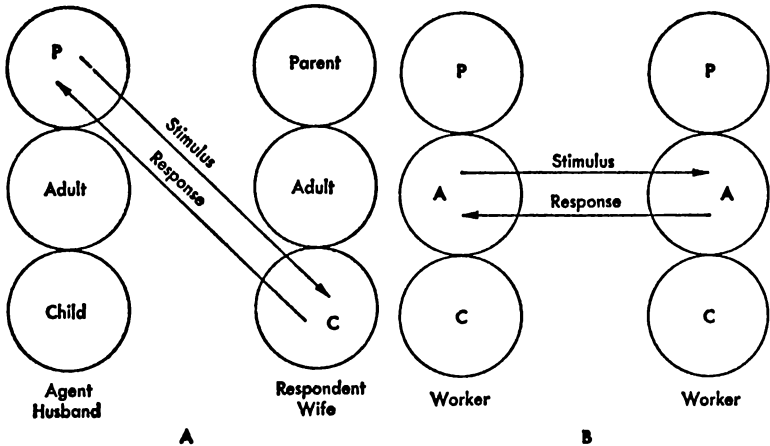 P
Parent
P
P
Stimulus
Response
Adult
Adult
Stimulus
A
A
Response
Child
C
C
C
Agent
Husband
Respondent
Wife
Worker
Worker
A
B